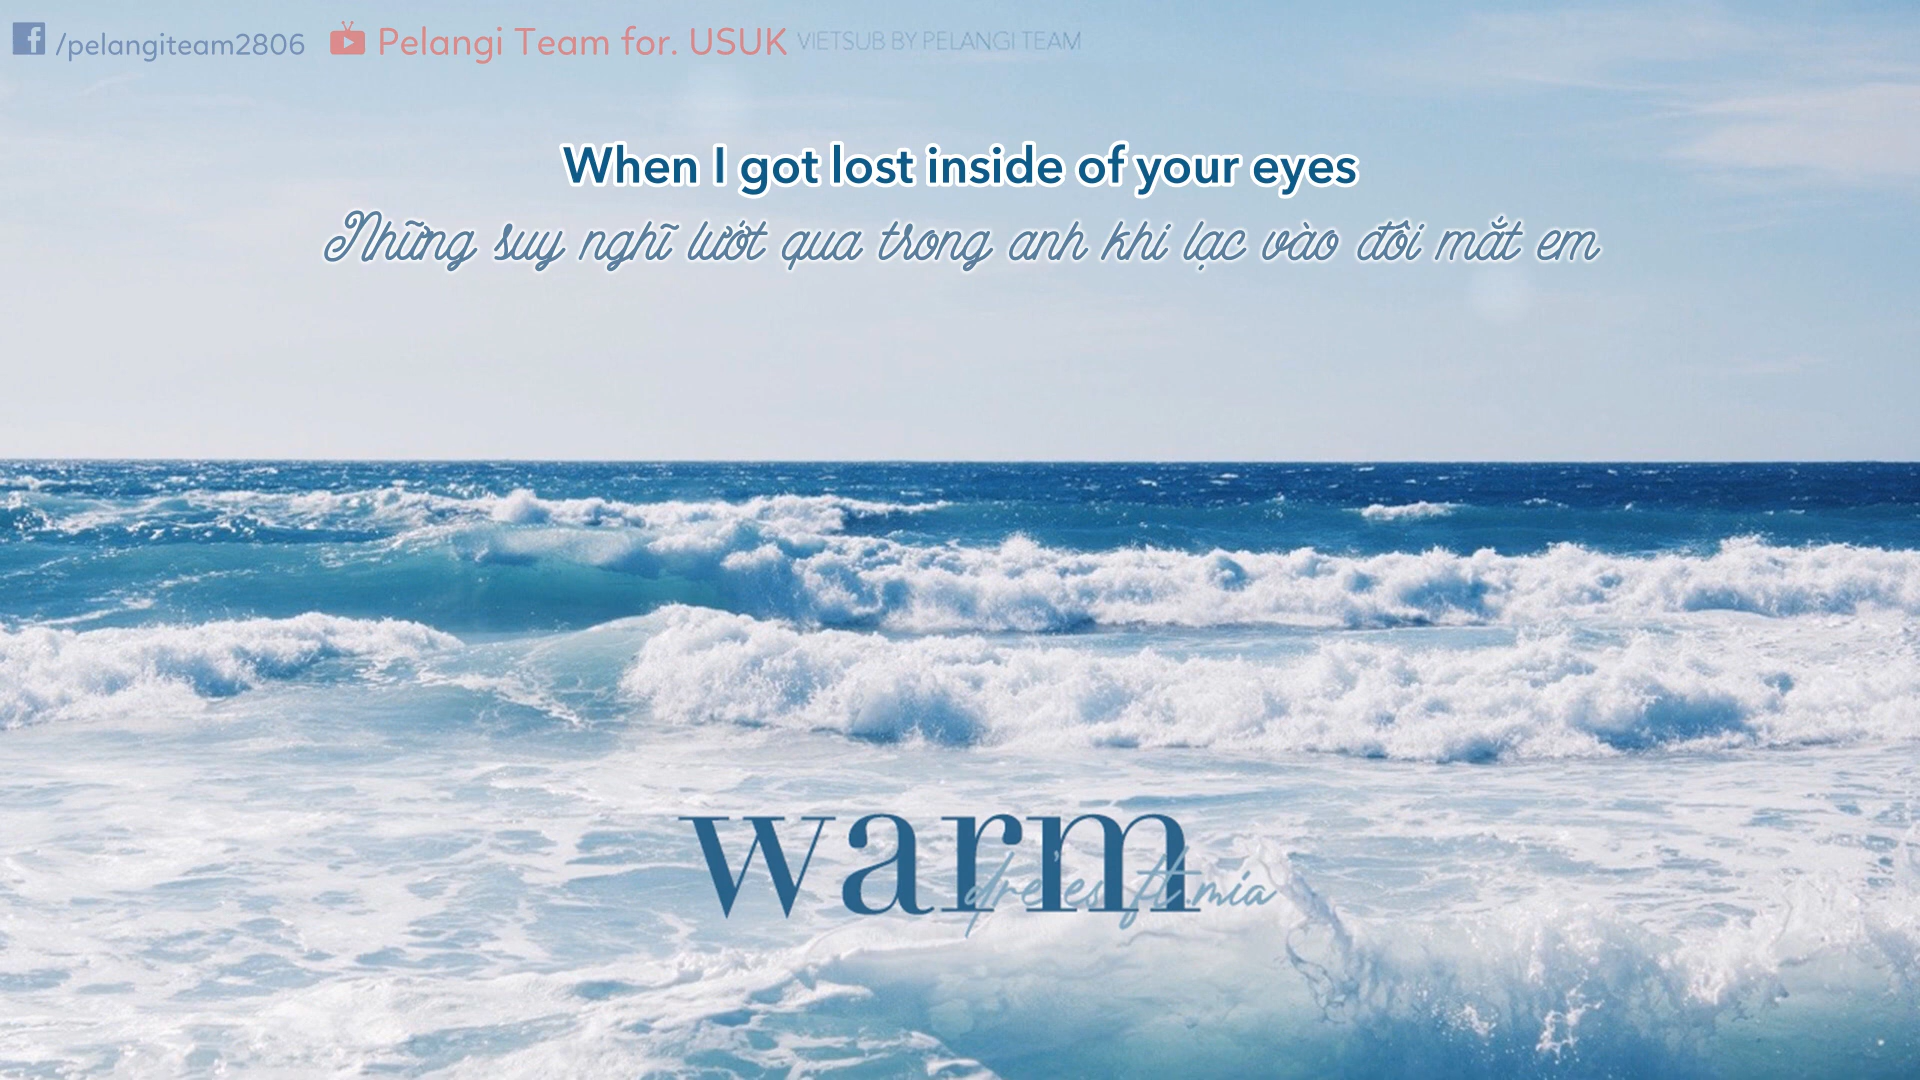 /pelangiteam2806 Pelangi Team for. USUK VIETSUB BY PELANGI TEAM
When I got lost inside of your eyes
Những suy nghĩ lướt qua trong anh khi lạc vào đôi mắt em
warm
dre'es ft. mia